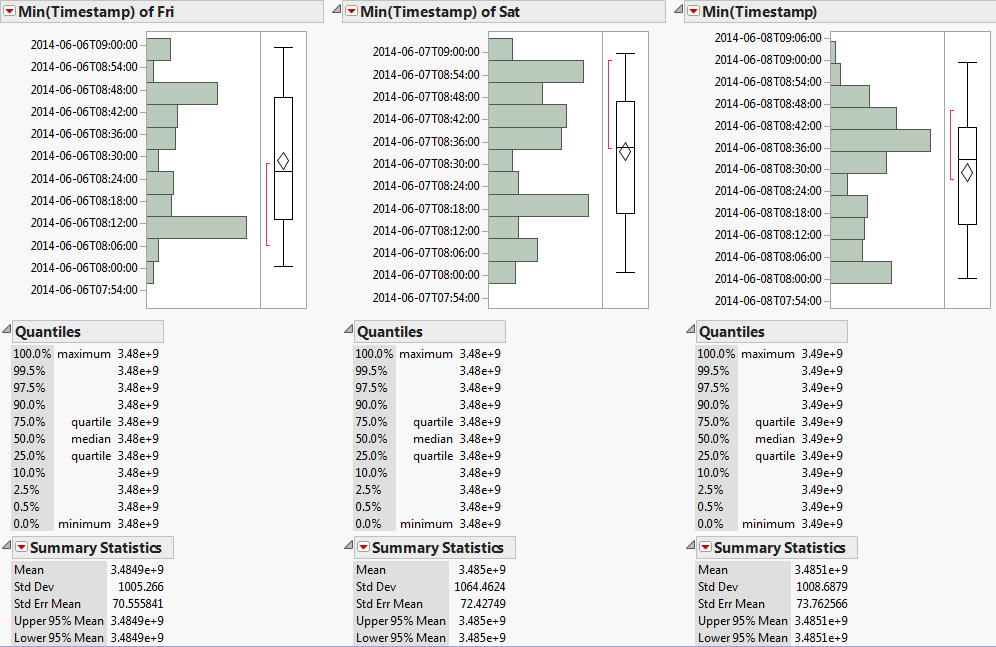 Min(Timestamp) of Fri
2014-06-06T09:00:00
2014-06-06T08:54:00
2014-06-06T08:48:00
2014-06-06T08:42:00
2014-06-06T08:36:00
2014-06-06T08:30:00
2014-06-06T08:24:00
2014-06-06T08:18:00
2014-06-06T08:12:00
2014-06-06T08:06:00
2014-06-06T08:00:00
2014-06-06T07:54:00
Quantiles
100.0% maximum 3.48e+9
99.5% 3.48e+9
97.5% 3.48e+9
90.0% 3.48e+9
75.0% quartile 3.48e+9
50.0% median 3.48e+9
25.0% quartile 3.48e+9
10.0% 3.48e+9
2.5% 3.48e+9
0.5% 3.48e+9
0.0% minimum 3.48e+9
Summary Statistics
Mean 3.4849e+9
Std Dev 1005.266
Std Err Mean 70.555841
Upper 95% Mean 3.4849e+9
Lower 95% Mean 3.4849e+9
Min(Timestamp) of Sat
2014-06-07T09:00:00
2014-06-07T08:54:00
2014-06-07T08:48:00
2014-06-07T08:42:00
2014-06-07T08:36:00
2014-06-07T08:30:00
2014-06-07T08:24:00
2014-06-07T08:18:00
2014-06-07T08:12:00
2014-06-07T08:06:00
2014-06-07T08:00:00
2014-06-07T07:54:00
Quantiles
100.0% maximum 3.48e+9
99.5% 3.48e+9
97.5% 3.48e+9
90.0% 3.48e+9
75.0% quartile 3.48e+9
50.0% median 3.48e+9
25.0% quartile 3.48e+9
10.0% 3.48e+9
2.5% 3.48e+9
0.5% 3.48e+9
0.0% minimum 3.48e+9
Summary Statistics
Mean 3.485e+9
Std Dev 1064.4624
Std Err Mean 72.42749
Upper 95% Mean 3.485e+9
Lower 95% Mean 3.485e+9
Min(Timestamp)
2014-06-08T09:06:00
2014-06-08T09:00:00
2014-06-08T08:54:00
2014-06-08T08:48:00
2014-06-08T08:42:00
2014-06-08T08:36:00
2014-06-08T08:30:00
2014-06-08T08:24:00
2014-06-08T08:18:00
2014-06-08T08:12:00
2014-06-08T08:06:00
2014-06-08T08:00:00
2014-06-08T07:54:00
Quantiles
100.0% maximum 3.49e+9
99.5% 3.49e+9
97.5% 3.49e+9
90.0% 3.49e+9
75.0% quartile 3.49e+9
50.0% median 3.49e+9
25.0% quartile 3.49e+9
10.0% 3.49e+9
2.5% 3.49e+9
0.5% 3.49e+9
0.0% minimum 3.49e+9
Summary Statistics
Mean 3.4851e+9
Std Dev 1008.6879
Std Err Mean 73.762566
Upper 95% Mean 3.4851e+9
Lower 95% Mean 3.4851e+9